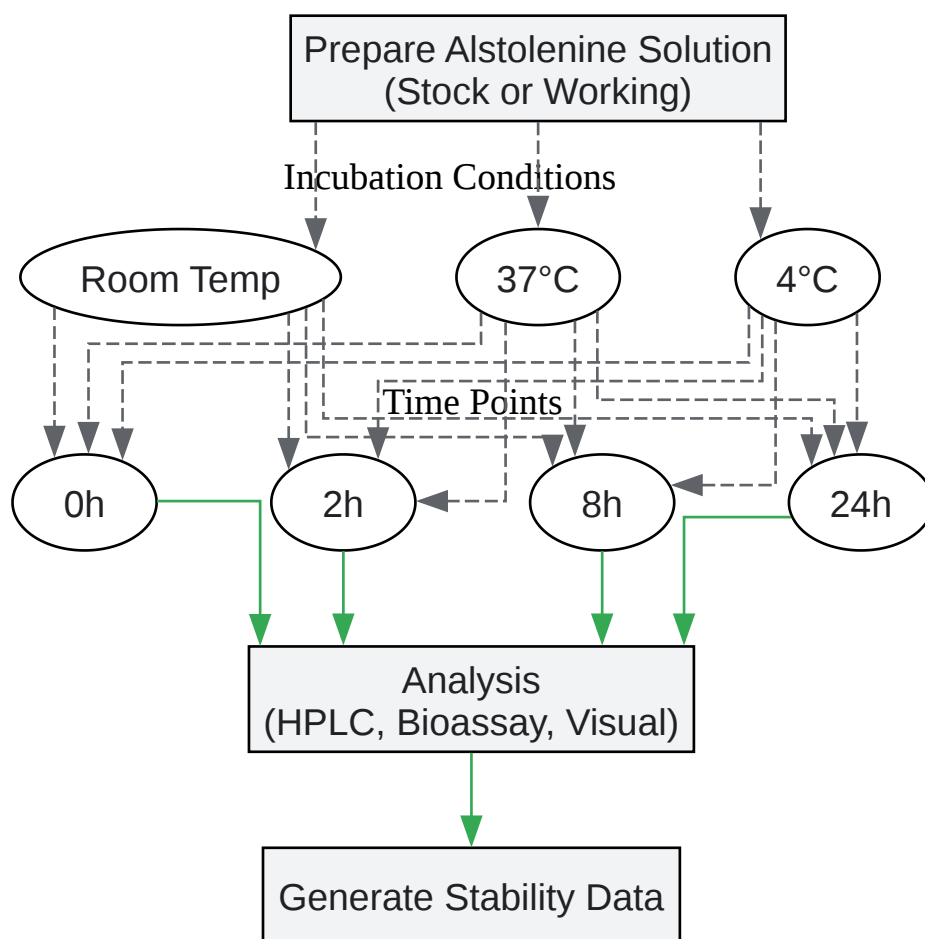 Prepare Alstolenine Solution
(Stock or Working)
Incubation Conditions
Room Temp
37°C
4°C
Time Points
0h
2h
8h
24h
Analysis
(HPLC, Bioassay, Visual)
Generate Stability Data